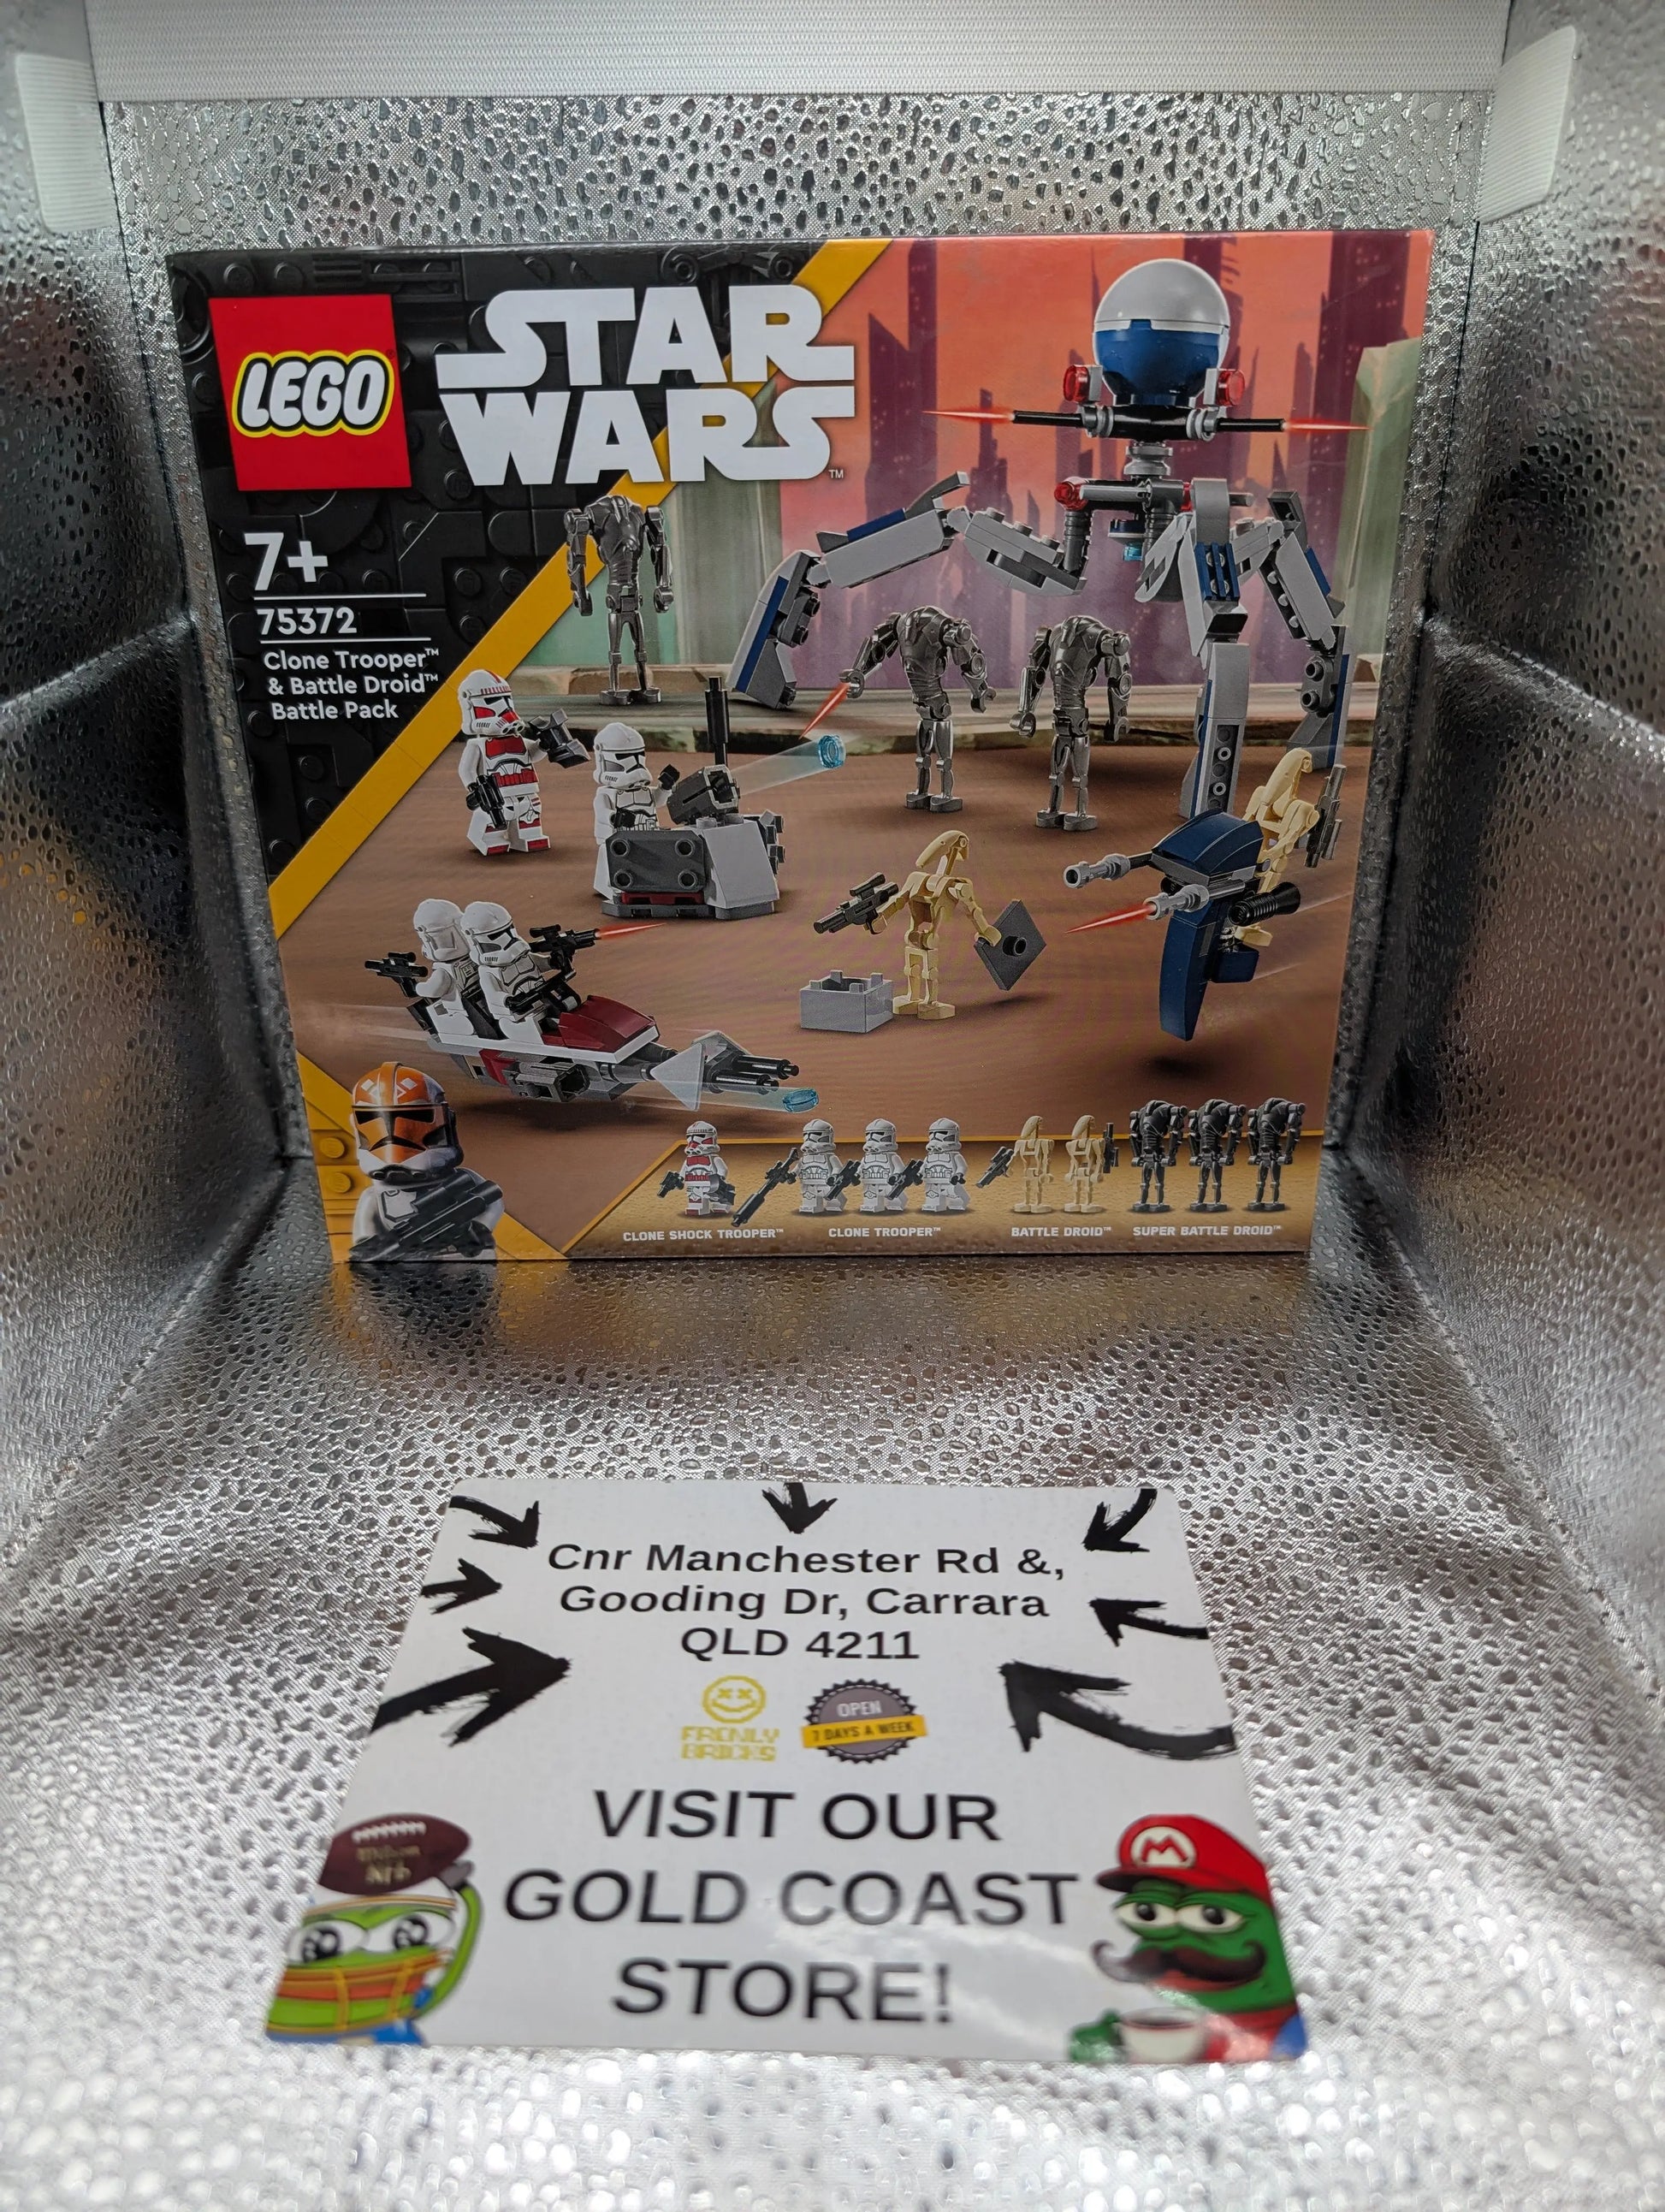 LEGO
STAR
WARS™
7+
75372
Clone Trooper™
& Battle Droid™
Battle Pack
CLONE SHOCK TROOPER™
CLONE TROOPER™
BATTLE DROID™
SUPER BATTLE DROID™
Cnr Manchester Rd &,
Gooding Dr, Carrara
QLD 4211
FRENLY
BRICKS
OPEN
7 DAYS A WEEK
VISIT OUR
GOLD COAST
STORE!
M